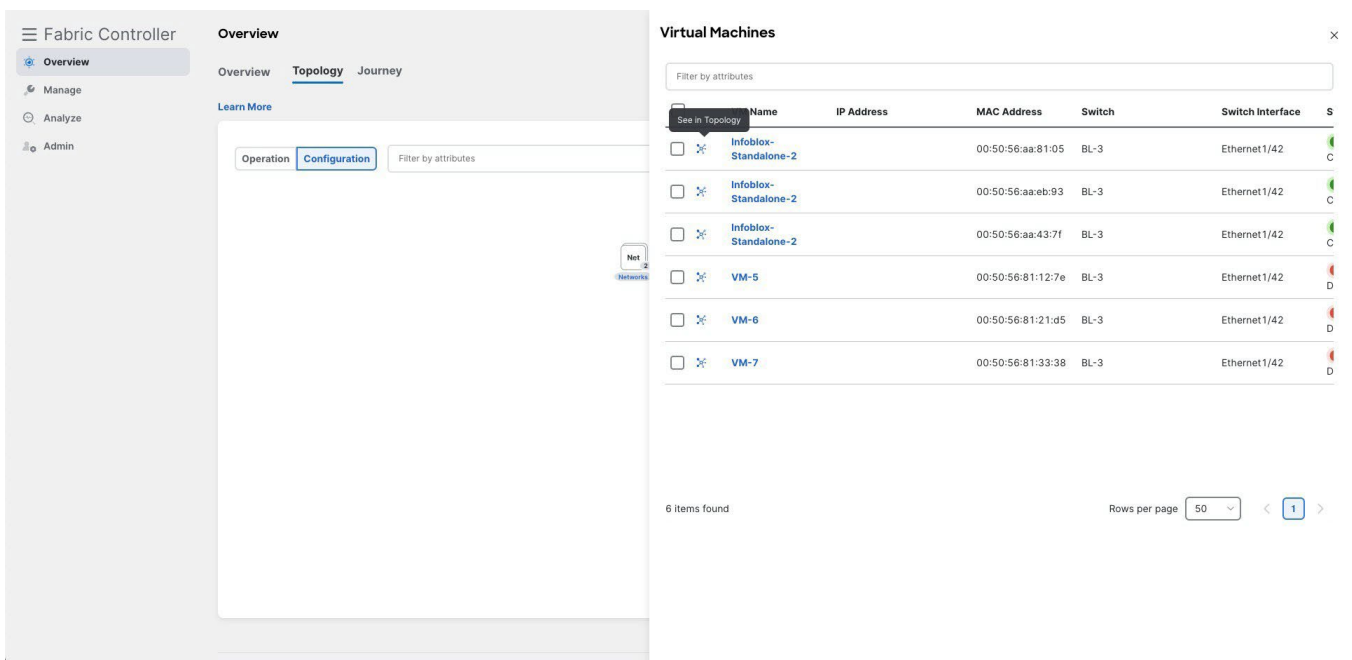 Fabric Controller
Overview
Manage
Analyze
Admin
Overview
Overview Topology Journey
Learn More
Operation Configuration Filter by attributes
Net
2
Networks
Virtual Machines
Filter by attributes
Name IP Address MAC Address Switch Switch Interface S
See in Topology
Infoblox-
Standalone-2 00:50:56:aa:81:05 BL-3 Ethernet1/42 C
Infoblox-
Standalone-2 00:50:56:aa:eb:93 BL-3 Ethernet1/42 C
Infoblox-
Standalone-2 00:50:56:aa:43:7f BL-3 Ethernet1/42 C
VM-5 00:50:56:81:12:7e BL-3 Ethernet1/42 D
VM-6 00:50:56:81:21:d5 BL-3 Ethernet1/42 D
VM-7 00:50:56:81:33:38 BL-3 Ethernet1/42 D
6 items found Rows per page 50 1